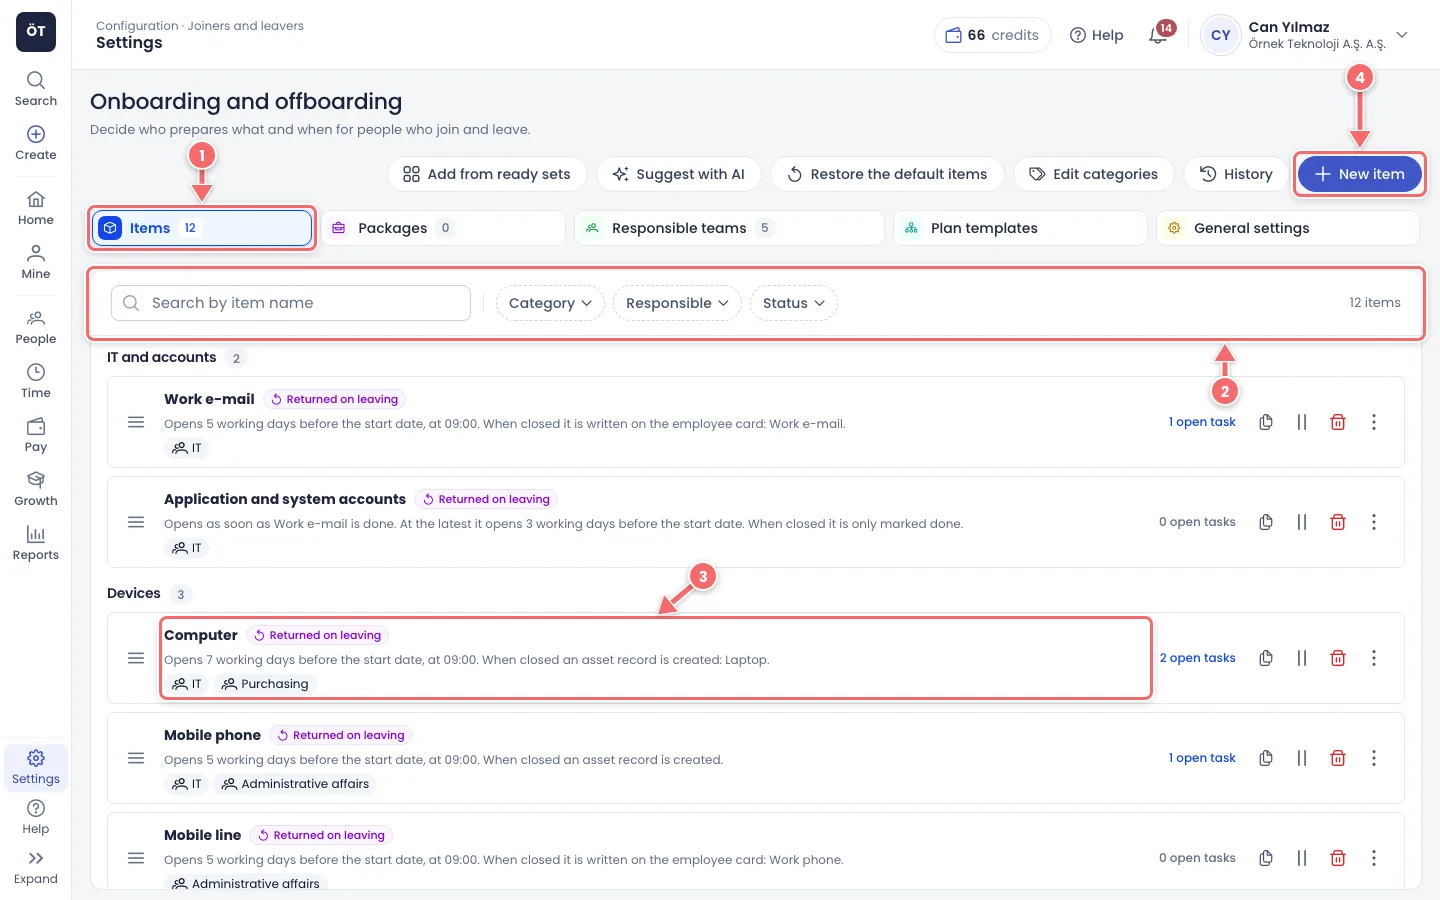 ÖT
Configuration · Joiners and leavers
Settings
66 credits
Help
14
CY
Can Yılmaz
Örnek Teknoloji A.Ş. A.Ş.
Search
Create
Home
Mine
People
Time
Pay
Growth
Reports
Settings
Help
Expand
Onboarding and offboarding
Decide who prepares what and when for people who join and leave.
1
4
Add from ready sets
Suggest with AI
Restore the default items
Edit categories
History
New item
Items 12
Packages 0
Responsible teams 5
Plan templates
General settings
Search by item name
Category
Responsible
Status
12 items
2
IT and accounts 2
Work e-mail Returned on leaving
Opens 5 working days before the start date, at 09:00. When closed it is written on the employee card: Work e-mail.
IT
1 open task
Application and system accounts Returned on leaving
Opens as soon as Work e-mail is done. At the latest it opens 3 working days before the start date. When closed it is only marked done.
IT
0 open tasks
3
Devices 3
Computer Returned on leaving
Opens 7 working days before the start date, at 09:00. When closed an asset record is created: Laptop.
IT Purchasing
2 open tasks
Mobile phone Returned on leaving
Opens 5 working days before the start date, at 09:00. When closed an asset record is created.
IT Administrative affairs
1 open task
Mobile line Returned on leaving
Opens 5 working days before the start date, at 09:00. When closed it is written on the employee card: Work phone.
Administrative affairs
0 open tasks